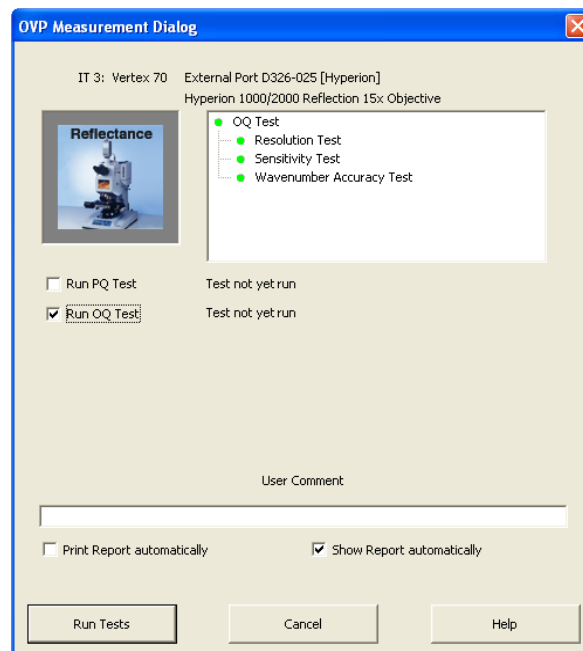 OVP Measurement Dialog
IT 3: Vertex 70 External Port D326-025 [Hyperion]
Hyperion 1000/2000 Reflection 15x Objective
Reflectance
OQ Test
Resolution Test
Sensitivity Test
Wavenumber Accuracy Test
Run PQ Test Test not yet run
Run OQ Test Test not yet run
User Comment
Print Report automatically Show Report automatically
Run Tests Cancel Help